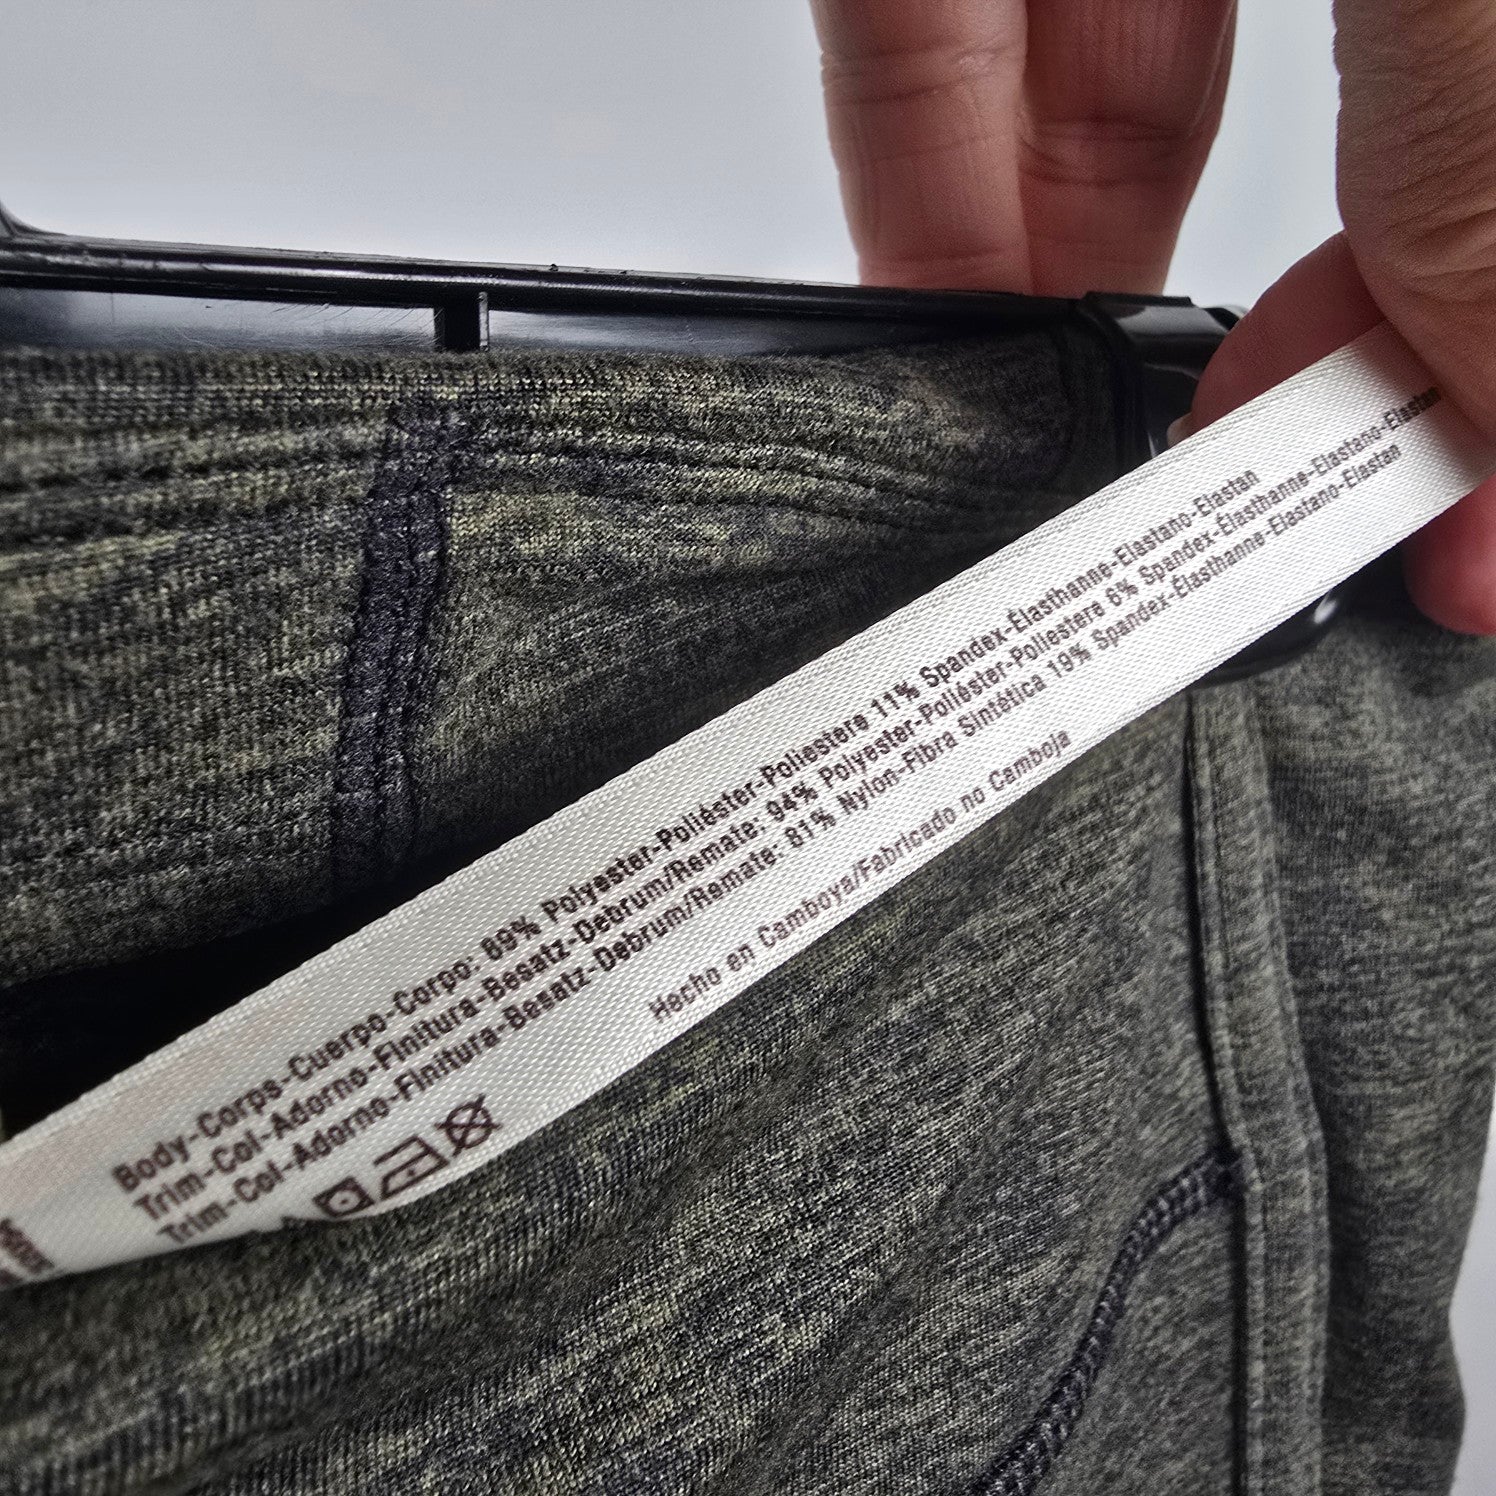 Body-Corps-Cuerpo-Corpo: 89% Polyester-Poliéster-Poliestere 11% Spandex-Élasthanne-Elastano-Elastan
Trim-Col-Adorno-Finitura-Besatz-Debrum/Remate: 94% Polyester-Poliéster-Poliestere 6% Spandex-Élasthanne-Elastano-Elastan
Trim-Col-Adorno-Finitura-Besatz-Debrum/Remate: 81% Nylon-Fibra Sintética 19% Spandex-Élasthanne-Elastano-Elastan
Hecho en Camboya/Fabricado no Camboja